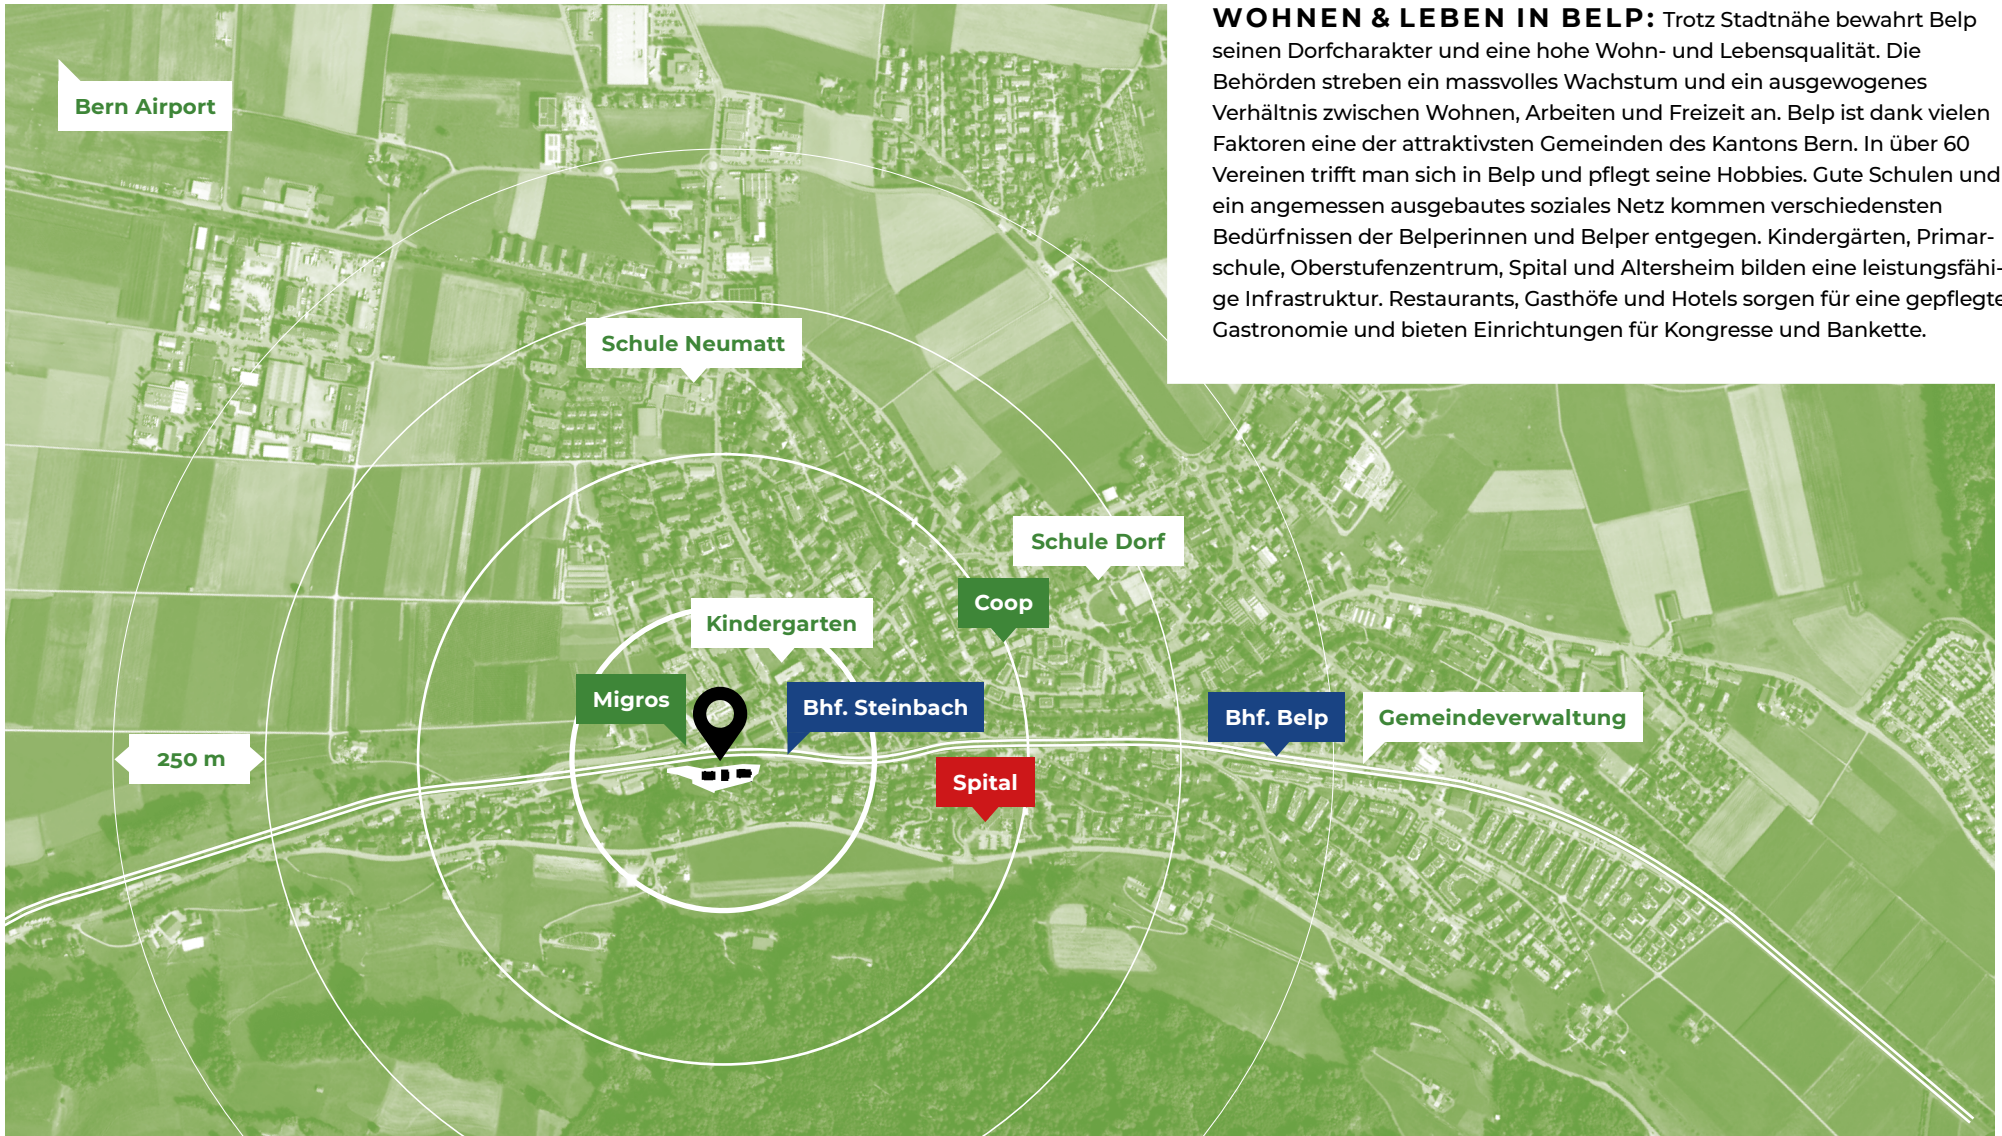 WOHNEN & LEBEN IN BELP: Trotz Stadtnähe bewahrt Belp
seinen Dorfcharakter und eine hohe Wohn- und Lebensqualität. Die
Behörden streben ein massvolles Wachstum und ein ausgewogenes
Verhältnis zwischen Wohnen, Arbeiten und Freizeit an. Belp ist dank vielen
Faktoren eine der attraktivsten Gemeinden des Kantons Bern. In über 60
Vereinen trifft man sich in Belp und pflegt seine Hobbies. Gute Schulen und
ein angemessen ausgebautes soziales Netz kommen verschiedensten
Bedürfnissen der Belperinnen und Belper entgegen. Kindergärten, Primar-
schule, Oberstufenzentrum, Spital und Altersheim bilden eine leistungsfähi-
ge Infrastruktur. Restaurants, Gasthöfe und Hotels sorgen für eine gepflegte
Gastronomie und bieten Einrichtungen für Kongresse und Bankette.
Bern Airport
Schule Neumatt
Schule Dorf
Coop
Kindergarten
Migros
Bhf. Steinbach
Bhf. Belp
Gemeindeverwaltung
250 m
Spital